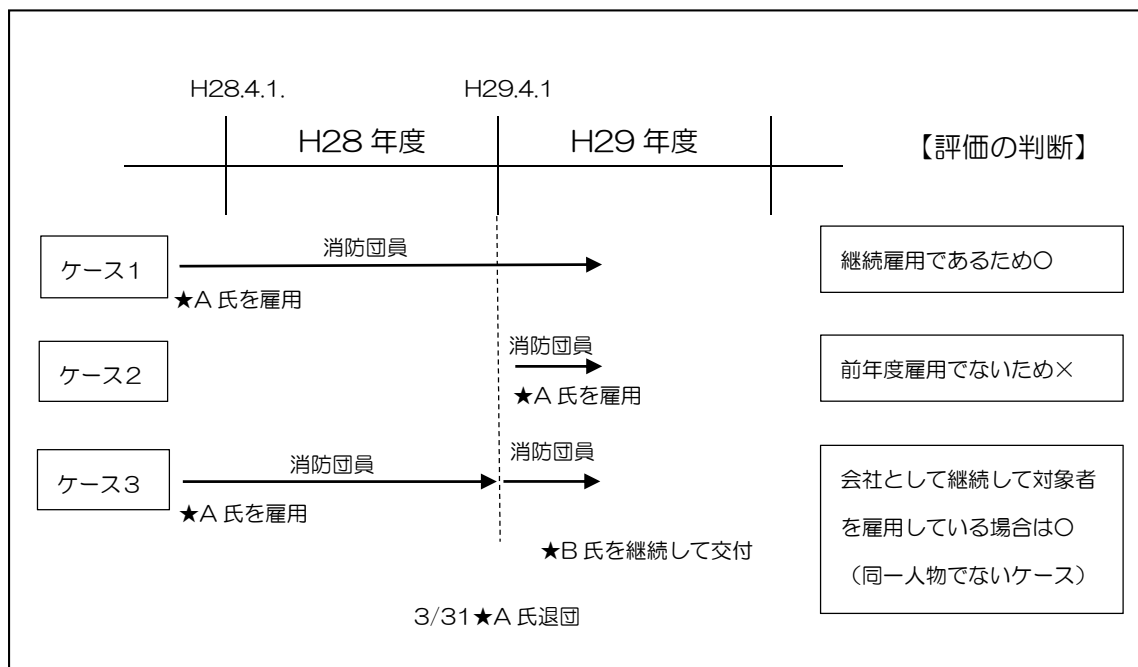 H28.4.1.
H29.4.1
H28 年度
H29 年度
【評価の判断】
ケース1
消防団員
★A 氏を雇用
継続雇用であるため〇
ケース2
消防団員
★A 氏を雇用
前年度雇用でないため×
ケース3
消防団員
★A 氏を雇用
消防団員
★B 氏を継続して交付
3/31★A 氏退団
会社として継続して対象者
を雇用している場合は〇
（同一人物でないケース）